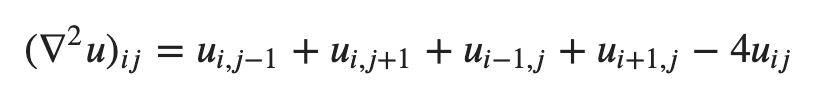 (∇²u)ᵢⱼ = uᵢ,ⱼ₋₁ + uᵢ,ⱼ₊₁ + uᵢ₋₁,ⱼ + uᵢ₊₁,ⱼ − 4uᵢⱼ